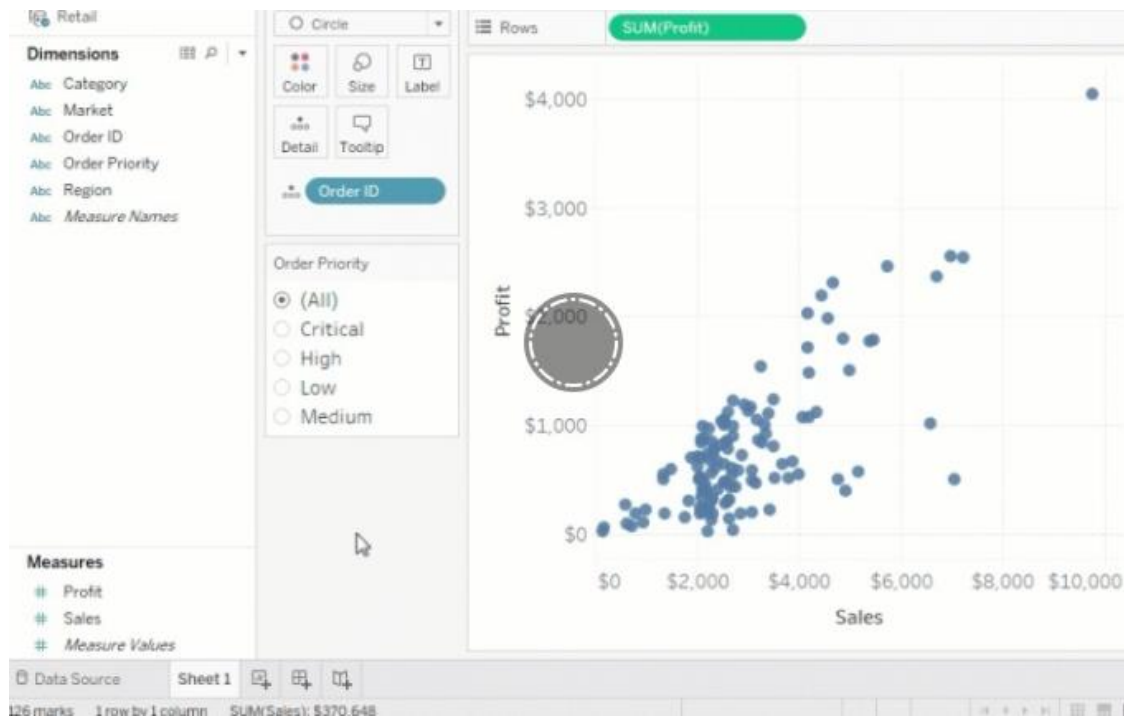 Retail
Dimensions
Abc Category
Abc Market
Abc Order ID
Abc Order Priority
Abc Region
Abc Measure Names
Measures
# Profit
# Sales
# Measure Values
Circle
Color
Size
Label
Detail
Tooltip
Order ID
Order Priority
(All)
Critical
High
Low
Medium
Rows
SUM(Profit)
$4,000
$3,000
$2,000
$1,000
$0
Profit
$0
$2,000
$4,000
$6,000
$8,000
$10,000
Sales
Data Source
Sheet 1
126 marks
1 row by 1 column
SUM(Sales): $370,648